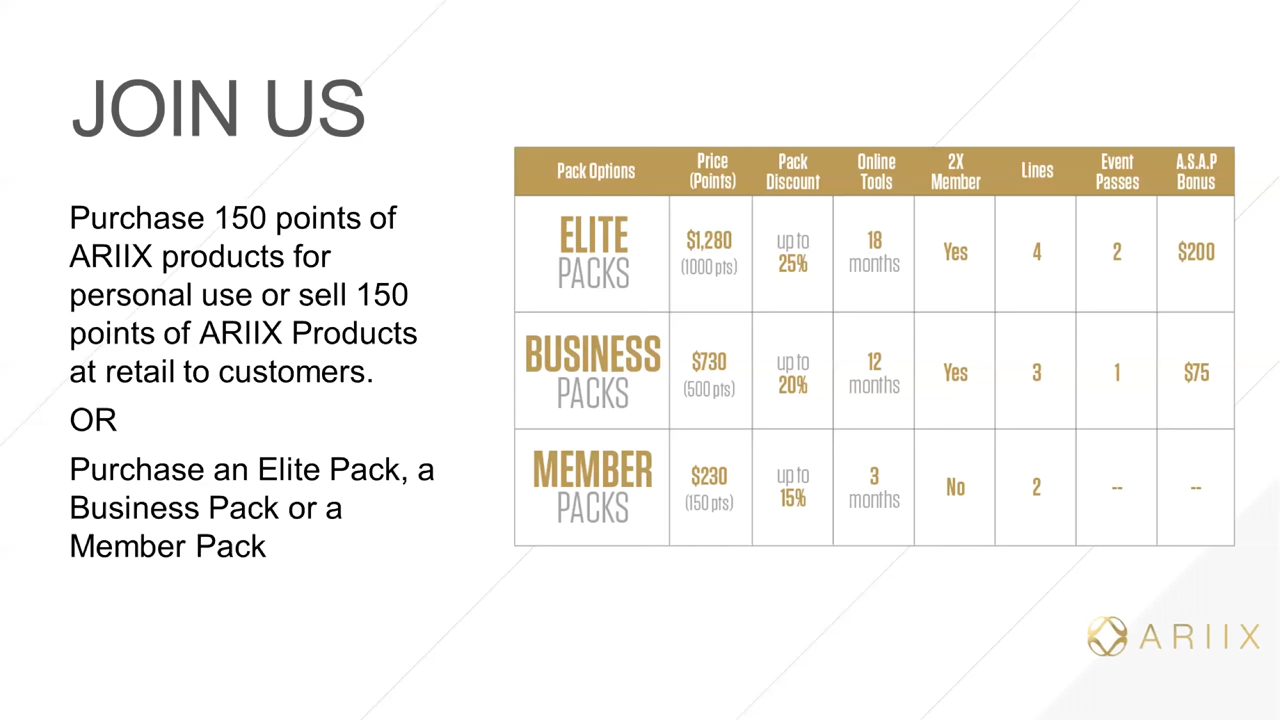 JOIN US
Purchase 150 points of
ARIIX products for
personal use or sell 150
points of ARIIX Products
at retail to customers.
OR
Purchase an Elite Pack, a
Business Pack or a
Member Pack
Pack Options Price (Points) Pack Discount Online Tools 2X Member Lines Event Passes A.S.A.P Bonus
ELITE PACKS $1,280 (1000 pts) up to 25% 18 months Yes 4 2 $200
BUSINESS PACKS $730 (500 pts) up to 20% 12 months Yes 3 1 $75
MEMBER PACKS $230 (150 pts) up to 15% 3 months No 2 -- --
ARIIX